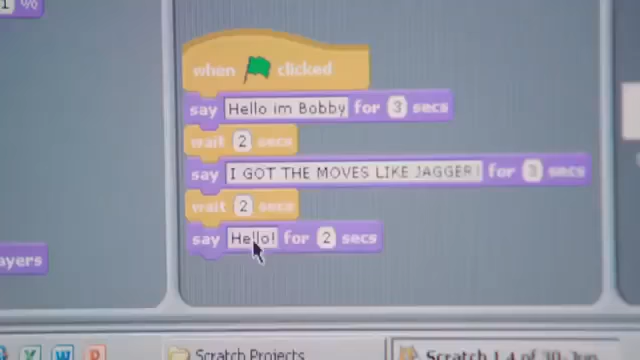 1 %
when clicked
say Hello im Bobby for 3 secs
wait 2 secs
say I GOT THE MOVES LIKE JAGGER! for 3 secs
wait 2 secs
say Hello! for 2 secs
ayers
Scratch Projects
Scratch 1.4 of 30-Jun